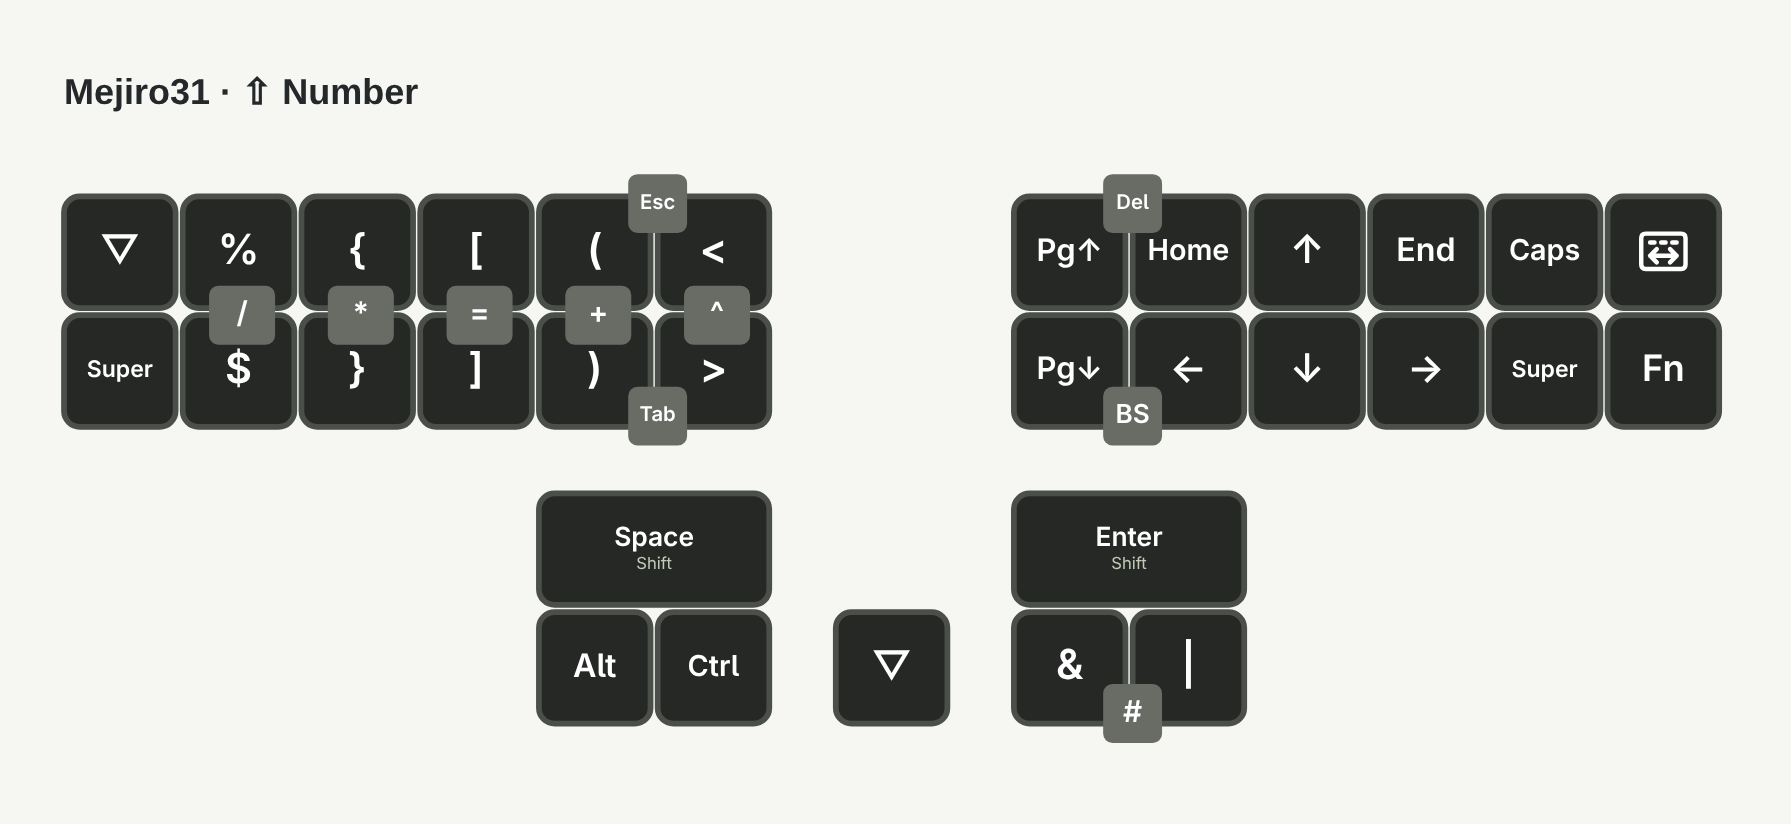 Mejiro31 · ⇧ Number
Esc Del
▽ % { [ ( < Pg↑ Home ↑ End Caps
/ * = + ^
Super $ } ] ) > Pg↓ ← ↓ → Super Fn
Tab BS
Space Enter
Shift Shift
Alt Ctrl ▽ & |
#